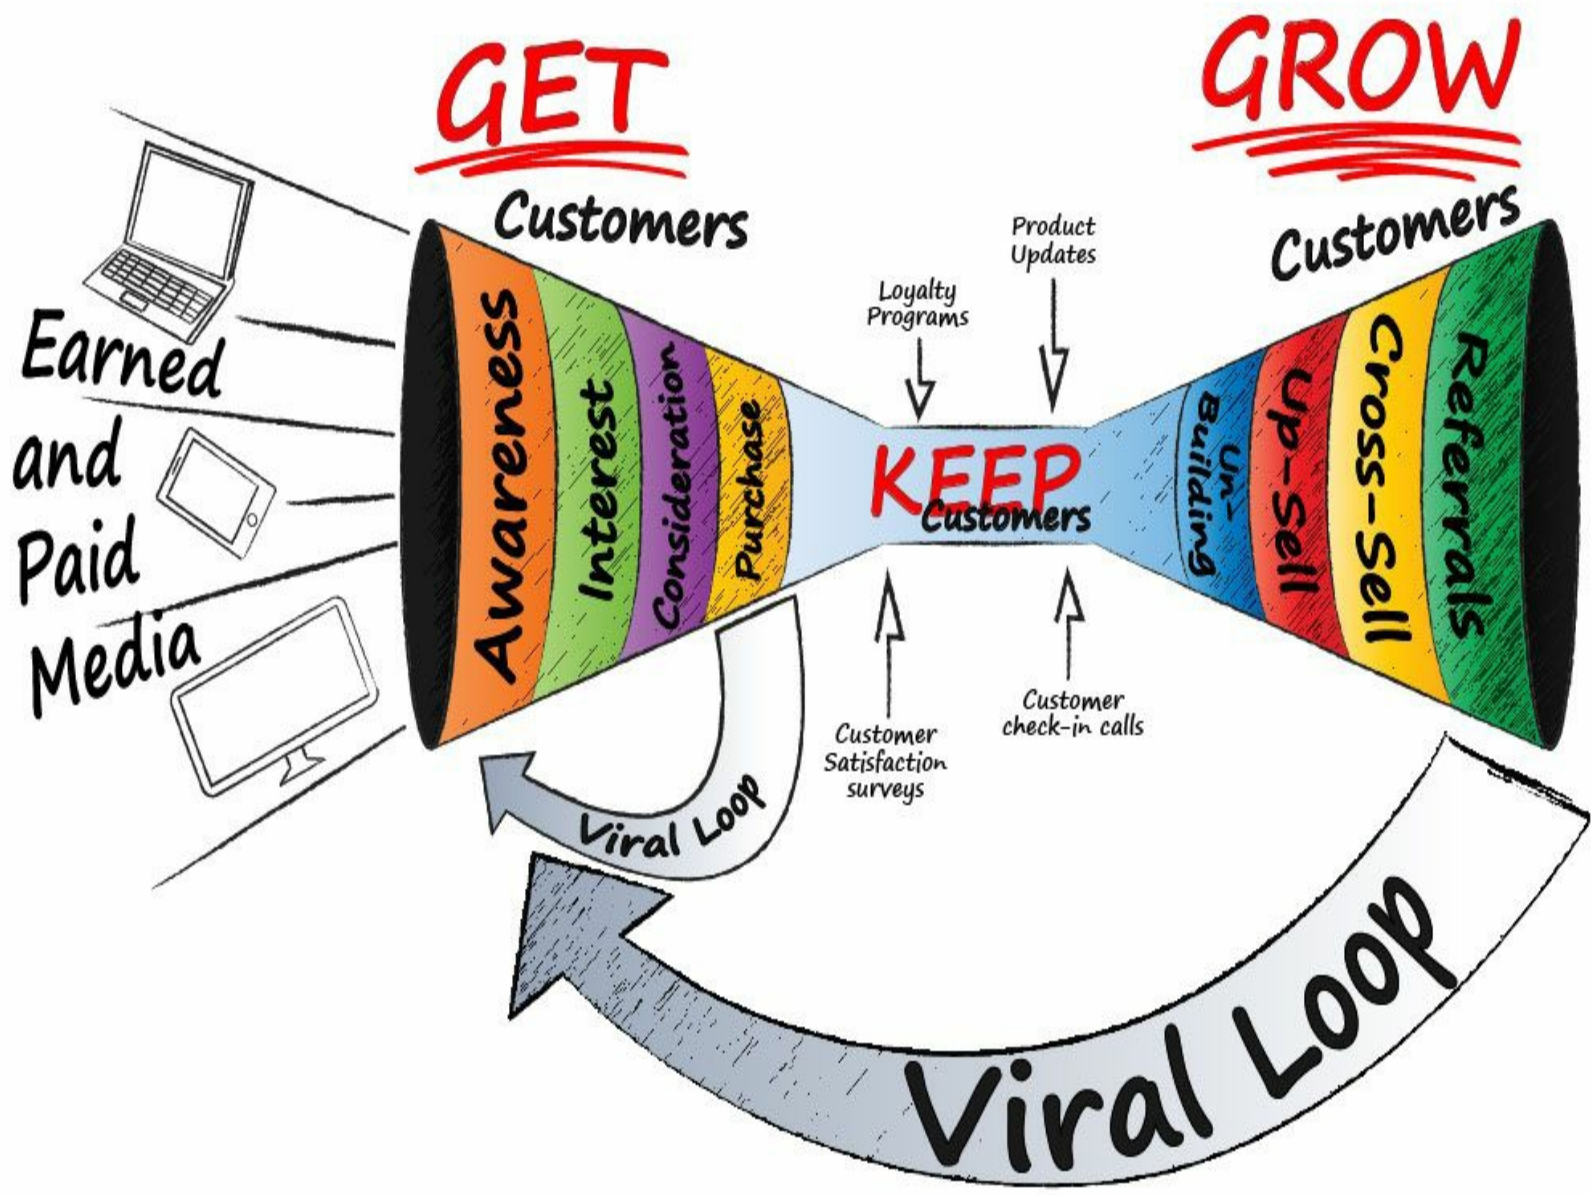 GET
Customers
GROW
Customers
Earned
and
Paid
Media
Awareness
Interest
Consideration
Purchase
Loyalty
Programs
Product
Updates
KEEP
Customers
Customer
Satisfaction
surveys
Customer
check-in calls
Un-
Building
Up-Sell
Cross-Sell
Referrals
Viral Loop
Viral Loop